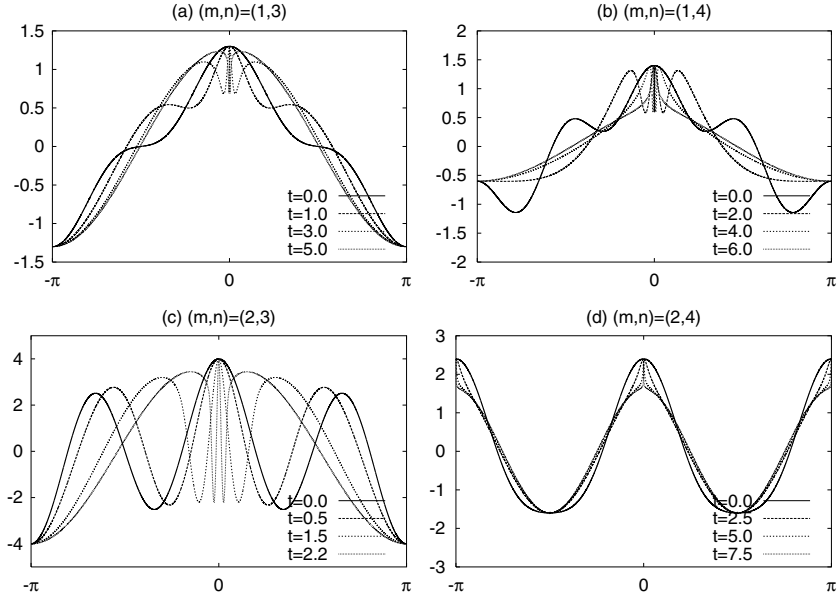 (a) (m,n)=(1,3)
1.5
1
0.5
0
-0.5
-1
-1.5
-π
0
π
t=0.0
t=1.0
t=3.0
t=5.0
(b) (m,n)=(1,4)
2
1.5
1
0.5
0
-0.5
-1
-1.5
-2
-π
0
π
t=0.0
t=2.0
t=4.0
t=6.0
(c) (m,n)=(2,3)
4
2
0
-2
-4
-π
0
π
t=0.0
t=0.5
t=1.5
t=2.2
(d) (m,n)=(2,4)
3
2
1
0
-1
-2
-3
-π
0
π
t=0.0
t=2.5
t=5.0
t=7.5